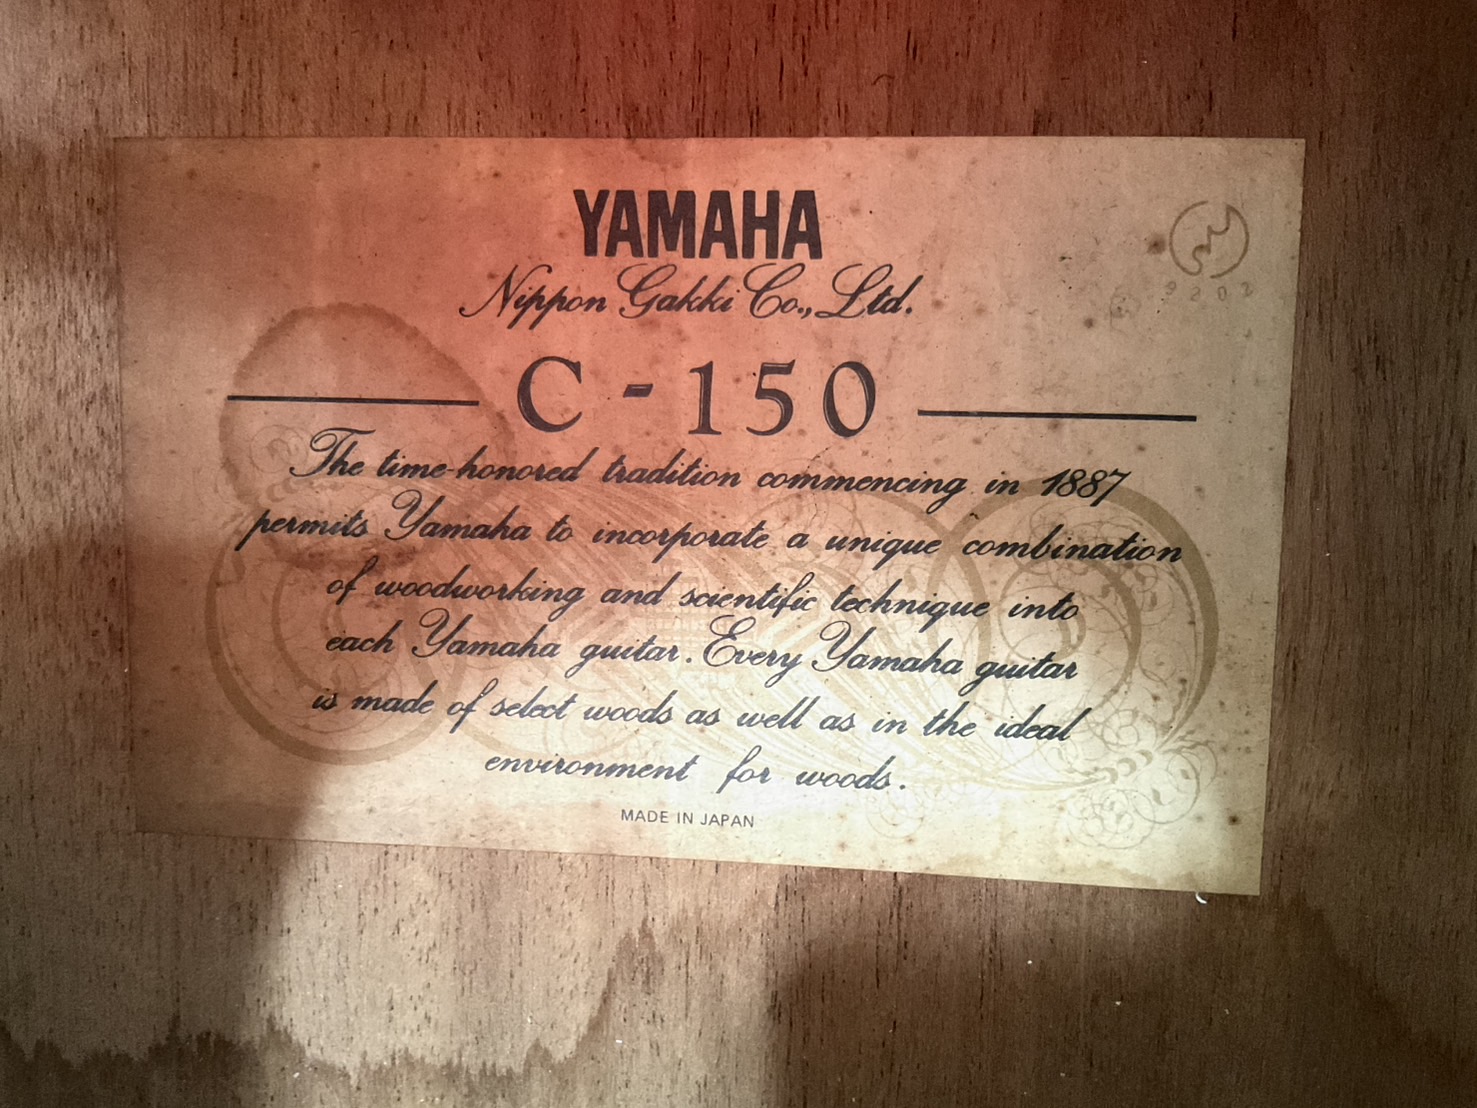 YAMAHA
Nippon Gakki Co., Ltd.
C - 150
The time-honored tradition commencing in 1887
permits Yamaha to incorporate a unique combination
of woodworking and scientific technique into
each Yamaha guitar. Every Yamaha guitar
is made of select woods as well as in the ideal
environment for woods.
MADE IN JAPAN